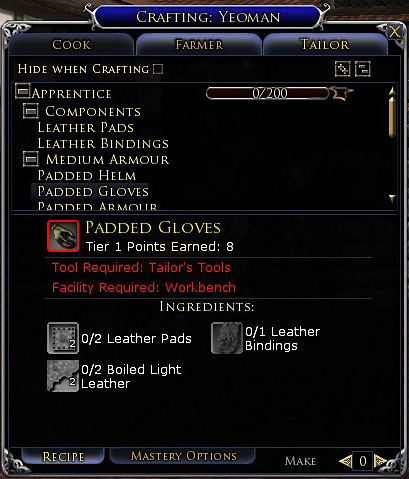 Crafting: Yeoman
X
Cook Farmer Tailor
Hide when Crafting
Apprentice 0/200
Components
Leather Pads
Leather Bindings
Medium Armour
Padded Helm
Padded Gloves
Padded Armour
Padded Gloves
Tier 1 Points Earned: 8
Tool Required: Tailor's Tools
Facility Required: Workbench
Ingredients:
2 0/2 Leather Pads
0/1 Leather
Bindings
2 0/2 Boiled Light
Leather
Recipe Mastery Options Make 0